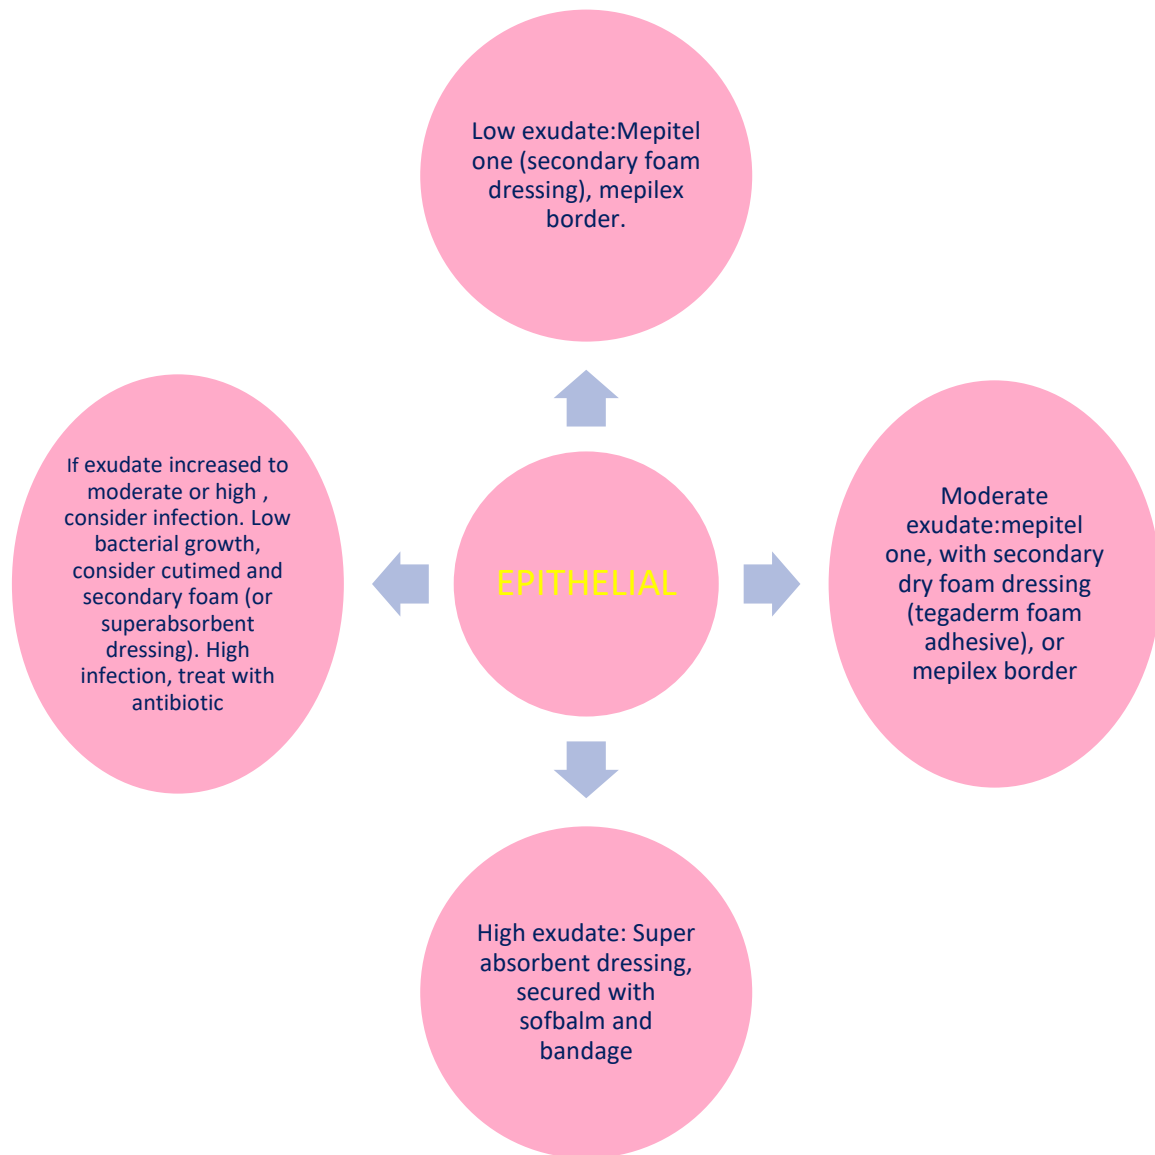 Low exudate:Mepitel
one (secondary foam
dressing), mepilex
border.
If exudate increased to
moderate or high ,
consider infection. Low
bacterial growth,
consider cutimed and
secondary foam (or
superabsorbent
dressing). High
infection, treat with
antibiotic
EPITHELIAL
Moderate
exudate:mepitel
one, with secondary
dry foam dressing
(tegaderm foam
adhesive), or
mepilex border
High exudate: Super
absorbent dressing,
secured with
sofbalm and
bandage